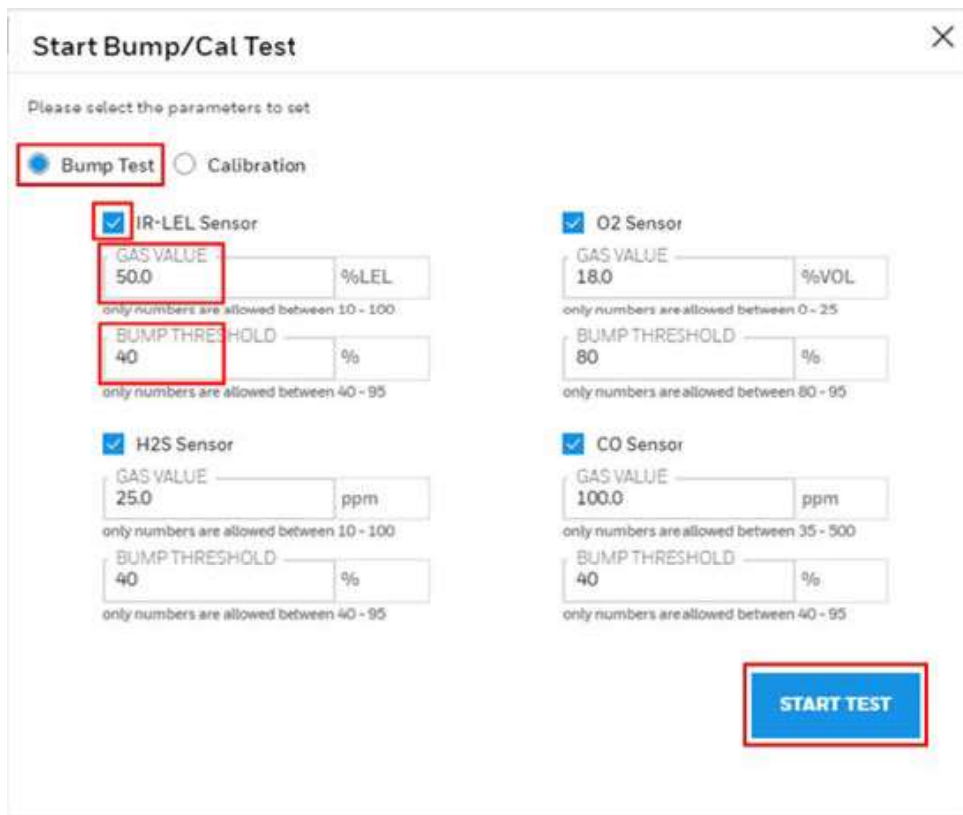 Start Bump/Cal Test
Please select the parameters to set
Bump Test Calibration
IR-LEL Sensor
GAS VALUE
50.0 %LEL
only numbers are allowed between 10 - 100
BUMP THRESHOLD
40 %
only numbers are allowed between 40 - 95
O2 Sensor
GAS VALUE
18.0 %VOL
only numbers are allowed between 0 - 25
BUMP THRESHOLD
80 %
only numbers are allowed between 80 - 95
H2S Sensor
GAS VALUE
25.0 ppm
only numbers are allowed between 10 - 100
BUMP THRESHOLD
40 %
only numbers are allowed between 40 - 95
CO Sensor
GAS VALUE
100.0 ppm
only numbers are allowed between 35 - 500
BUMP THRESHOLD
40 %
only numbers are allowed between 40 - 95
START TEST